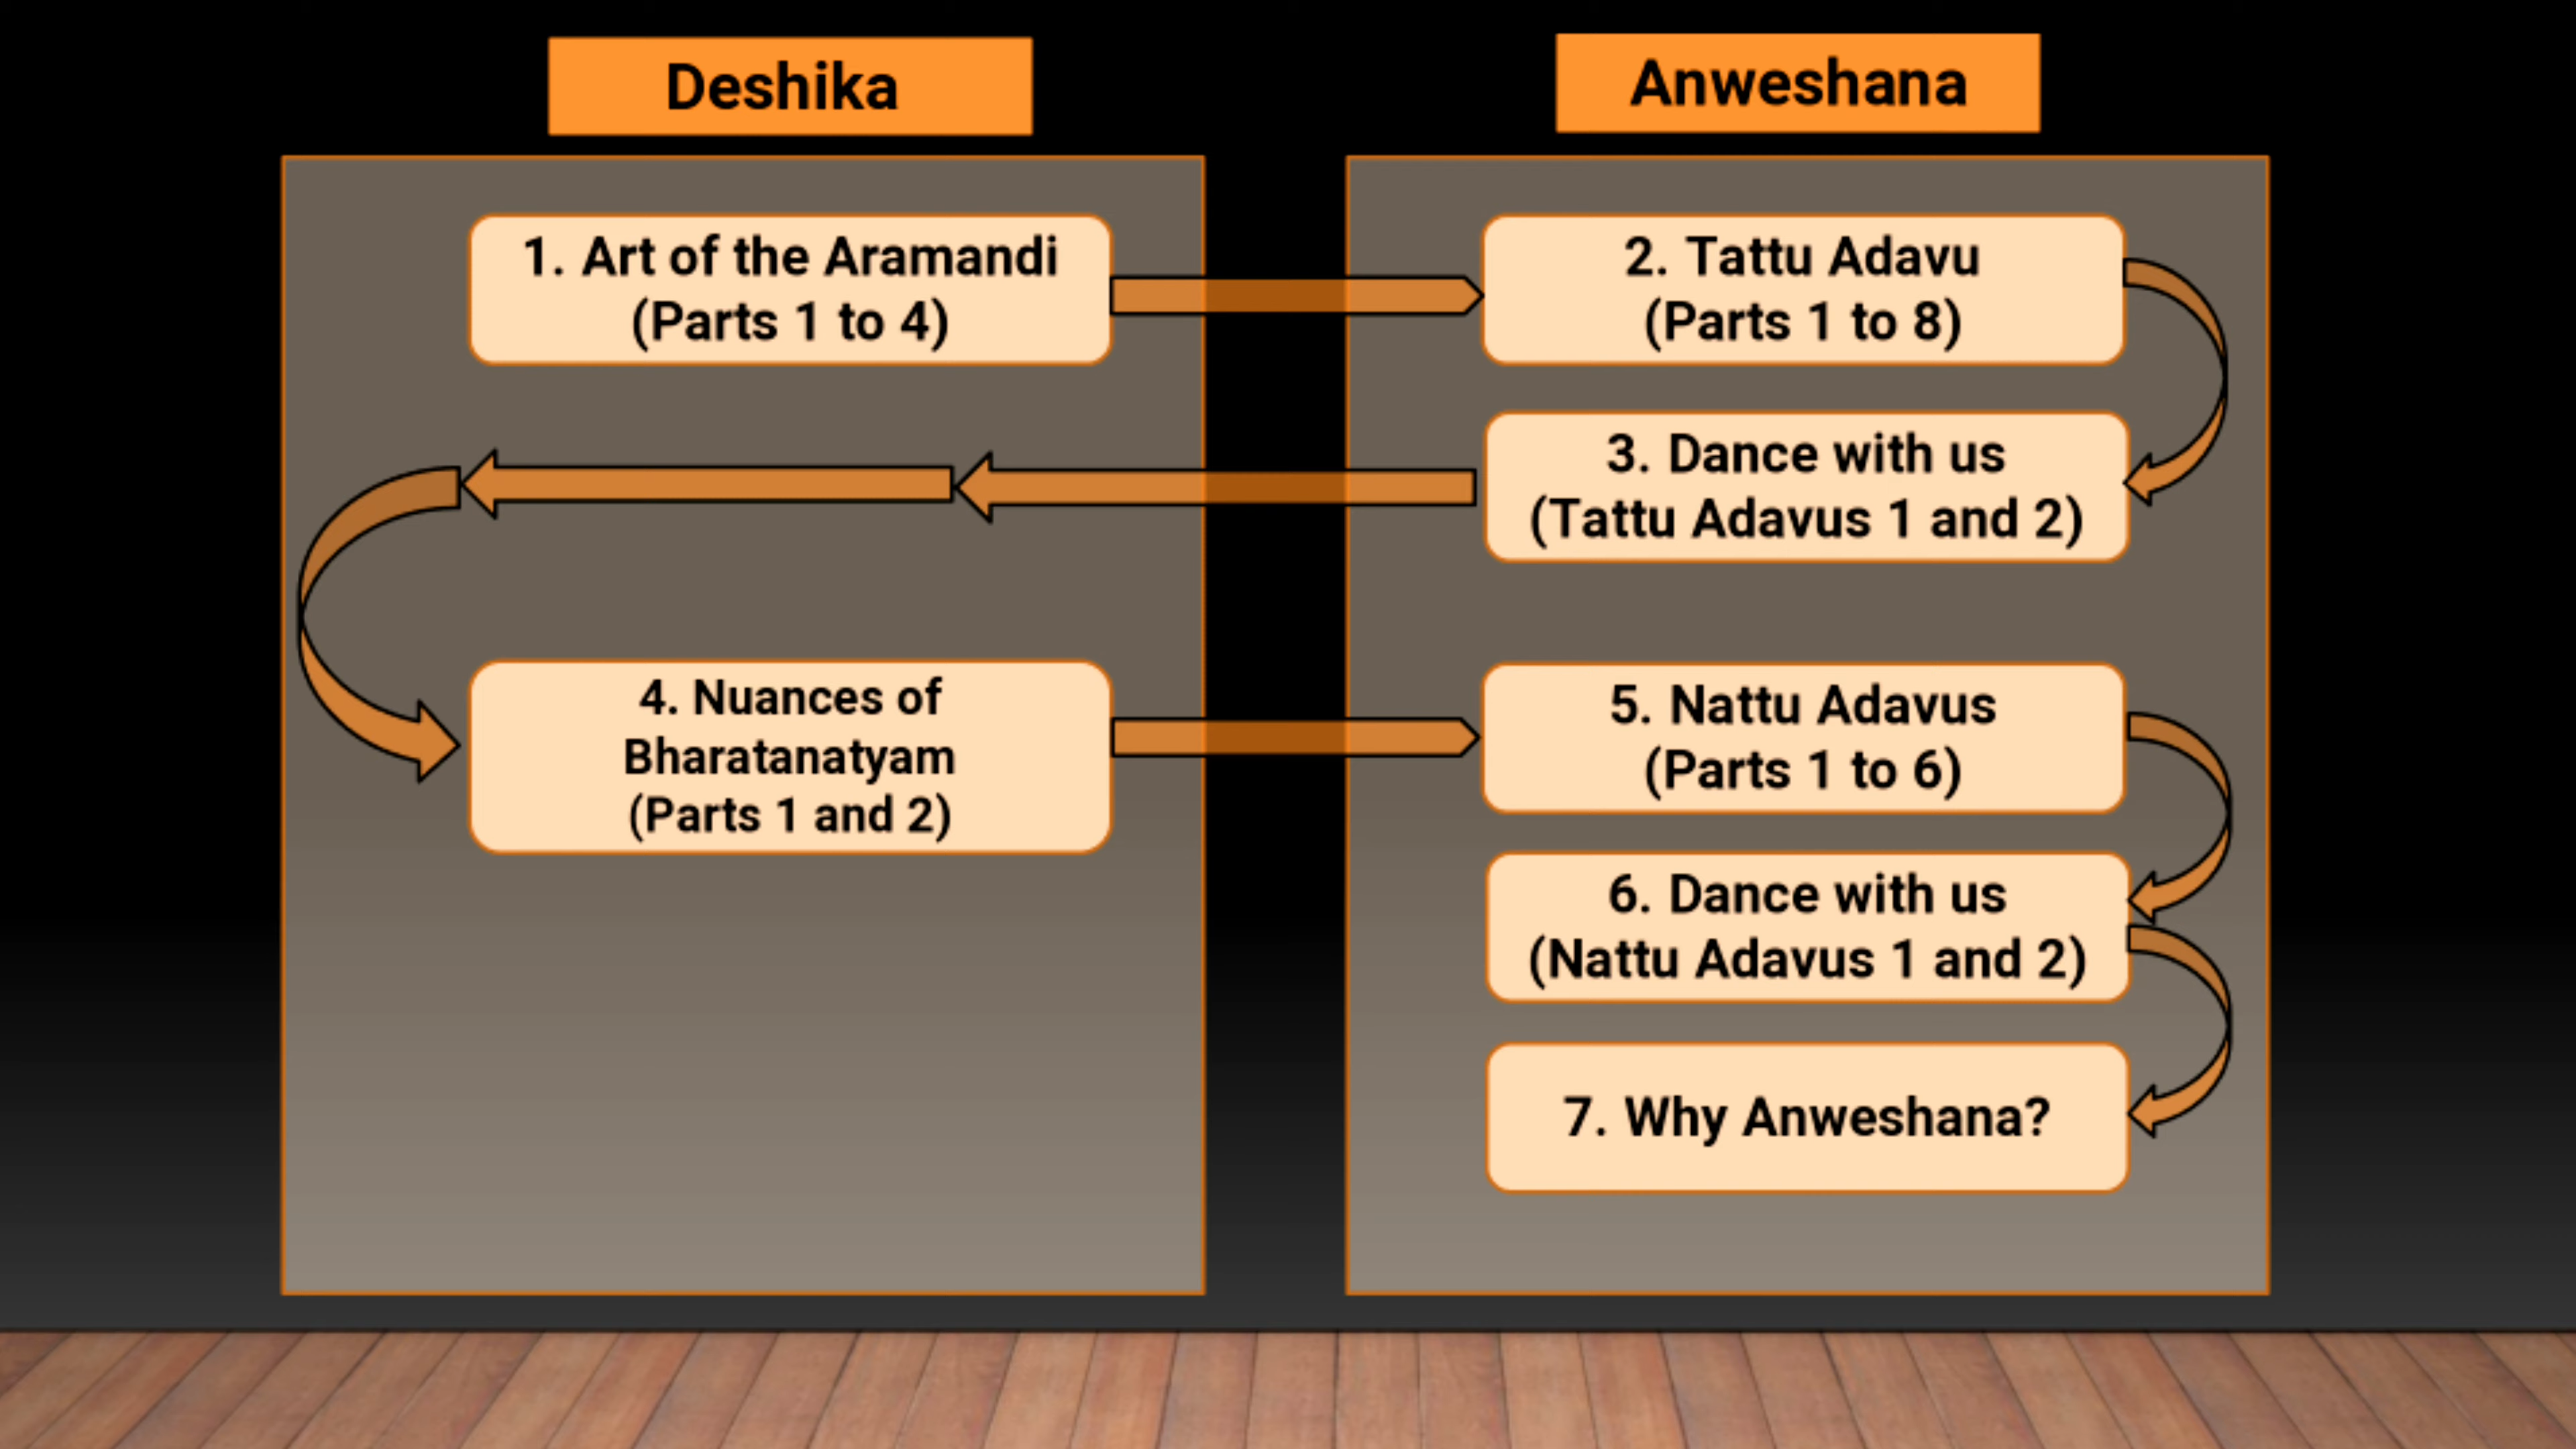 Deshika
Anweshana
1. Art of the Aramandi
(Parts 1 to 4)
2. Tattu Adavu
(Parts 1 to 8)
3. Dance with us
(Tattu Adavus 1 and 2)
4. Nuances of
Bharatanatyam
(Parts 1 and 2)
5. Nattu Adavus
(Parts 1 to 6)
6. Dance with us
(Nattu Adavus 1 and 2)
7. Why Anweshana?